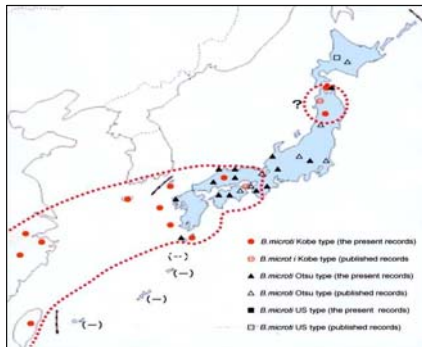 ?
(--)
(—)
(—)
(—)
B.microti Kobe type (the present records)
B.microt i Kobe type (published records
B.microti Otsu type (the present records)
B.microti Otsu type (published records)
B.microti US type (the present records)
B.microti US type (published records)